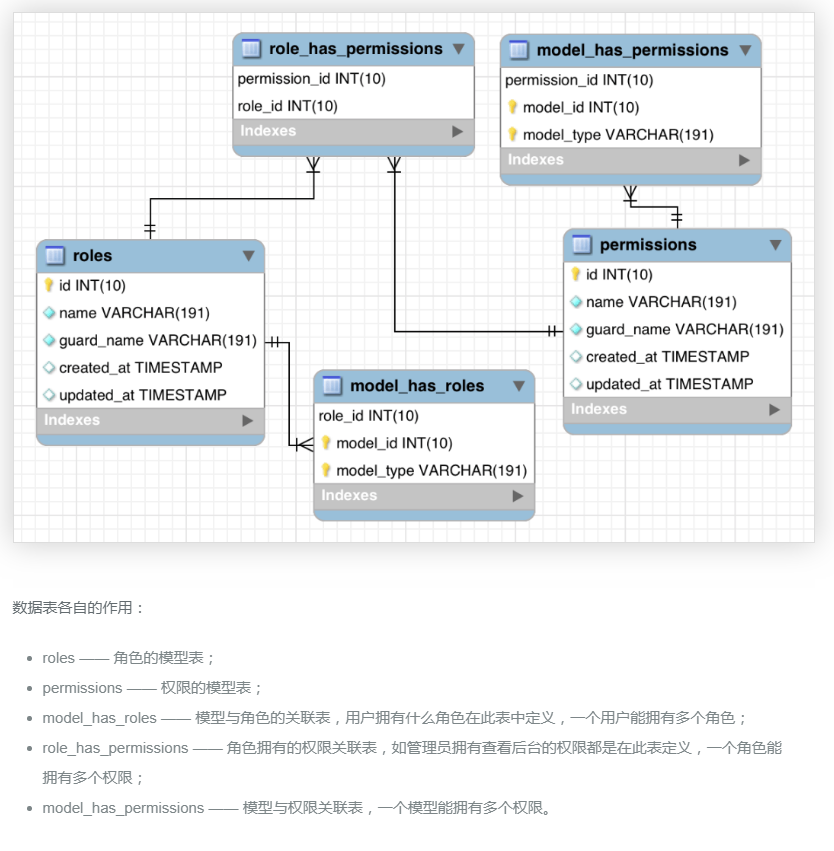 role_has_permissions
permission_id INT(10)
role_id INT(10)
Indexes
model_has_permissions
permission_id INT(10)
model_id INT(10)
model_type VARCHAR(191)
Indexes
roles
id INT(10)
name VARCHAR(191)
guard_name VARCHAR(191)
created_at TIMESTAMP
updated_at TIMESTAMP
Indexes
permissions
id INT(10)
name VARCHAR(191)
guard_name VARCHAR(191)
created_at TIMESTAMP
updated_at TIMESTAMP
Indexes
model_has_roles
role_id INT(10)
model_id INT(10)
model_type VARCHAR(191)
Indexes
数据表各自的作用：
• roles —— 角色的模型表；
• permissions —— 权限的模型表；
• model_has_roles —— 模型与角色的关联表，用户拥有什么角色在此表中定义，一个用户能拥有多个角色；
• role_has_permissions —— 角色拥有的权限关联表，如管理员拥有查看后台的权限都是在此表定义，一个角色能
拥有多个权限；
• model_has_permissions —— 模型与权限关联表，一个模型能拥有多个权限。